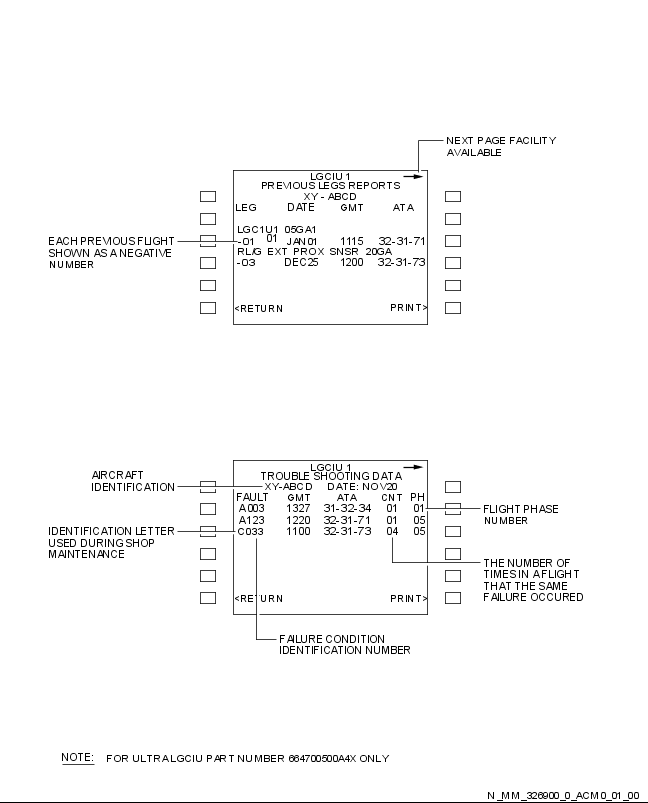 NEXT PAGE FACILITY
AVAILABLE
LGCIU 1
PREVIOUS LEGS REPORTS
XY - ABCD
LEG DATE GMT ATA
LGC1U1 05GA1
-01 01 JAN01 1115 32-31-71
RL/G EXT PROX SNSR 20GA
-03 DEC25 1200 32-31-73
<RETURN PRINT>
EACH PREVIOUS FLIGHT
SHOWN AS A NEGATIVE
NUMBER
LGCIU 1
TROUBLE SHOOTING DATA
XY-ABCD DATE: NOV20
FAULT GMT ATA CNT PH
A003 1327 31-32-34 01 01
A123 1220 32-31-71 01 05
C033 1100 32-31-73 04 05
<RETURN PRINT>
AIRCRAFT
IDENTIFICATION
IDENTIFICATION LETTER
USED DURING SHOP
MAINTENANCE
FLIGHT PHASE
NUMBER
THE NUMBER OF
TIMES IN A FLIGHT
THAT THE SAME
FAILURE OCCURED
FAILURE CONDITION
IDENTIFICATION NUMBER
NOTE: FOR ULTRA LGCIU PART NUMBER 664700500A4X ONLY
N_MM_326900_0_ACM0_01_00